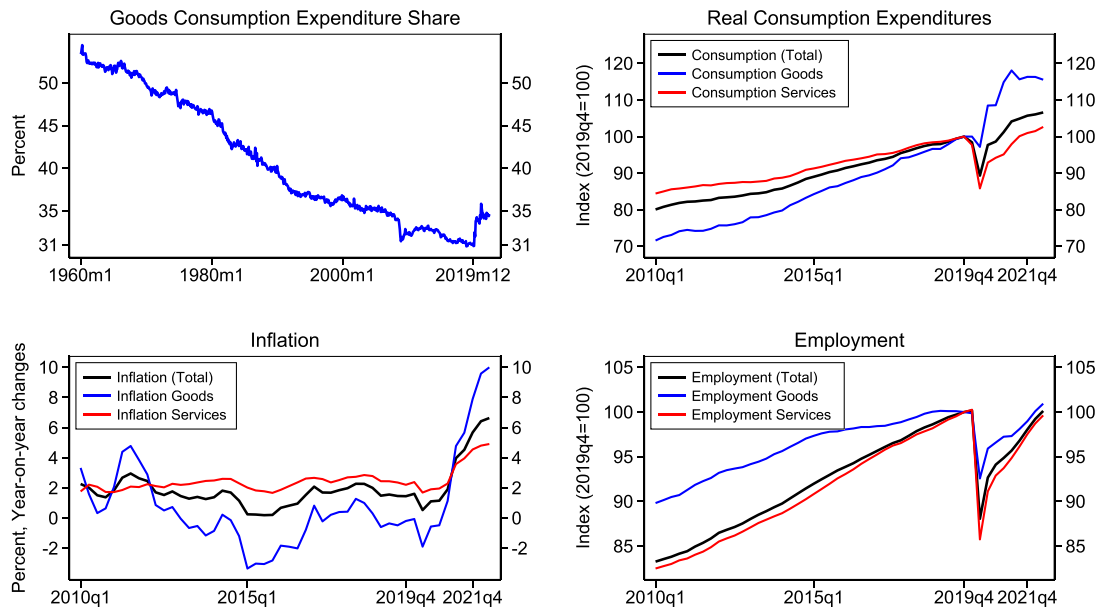 Goods Consumption Expenditure Share
Percent
50
45
40
35
31
50
45
40
35
31
1960m1
1980m1
2000m1
2019m12
Real Consumption Expenditures
Index (2019q4=100)
120
110
100
90
80
70
Consumption (Total)
Consumption Goods
Consumption Services
120
110
100
90
80
70
2010q1
2015q1
2019q4
2021q4
Inflation
Percent, Year-on-year changes
10
8
6
4
2
0
-2
Inflation (Total)
Inflation Goods
Inflation Services
10
8
6
4
2
0
-2
2010q1
2015q1
2019q4
2021q4
Employment
Index (2019q4=100)
105
100
95
90
85
Employment (Total)
Employment Goods
Employment Services
105
100
95
90
85
2010q1
2015q1
2019q4
2021q4